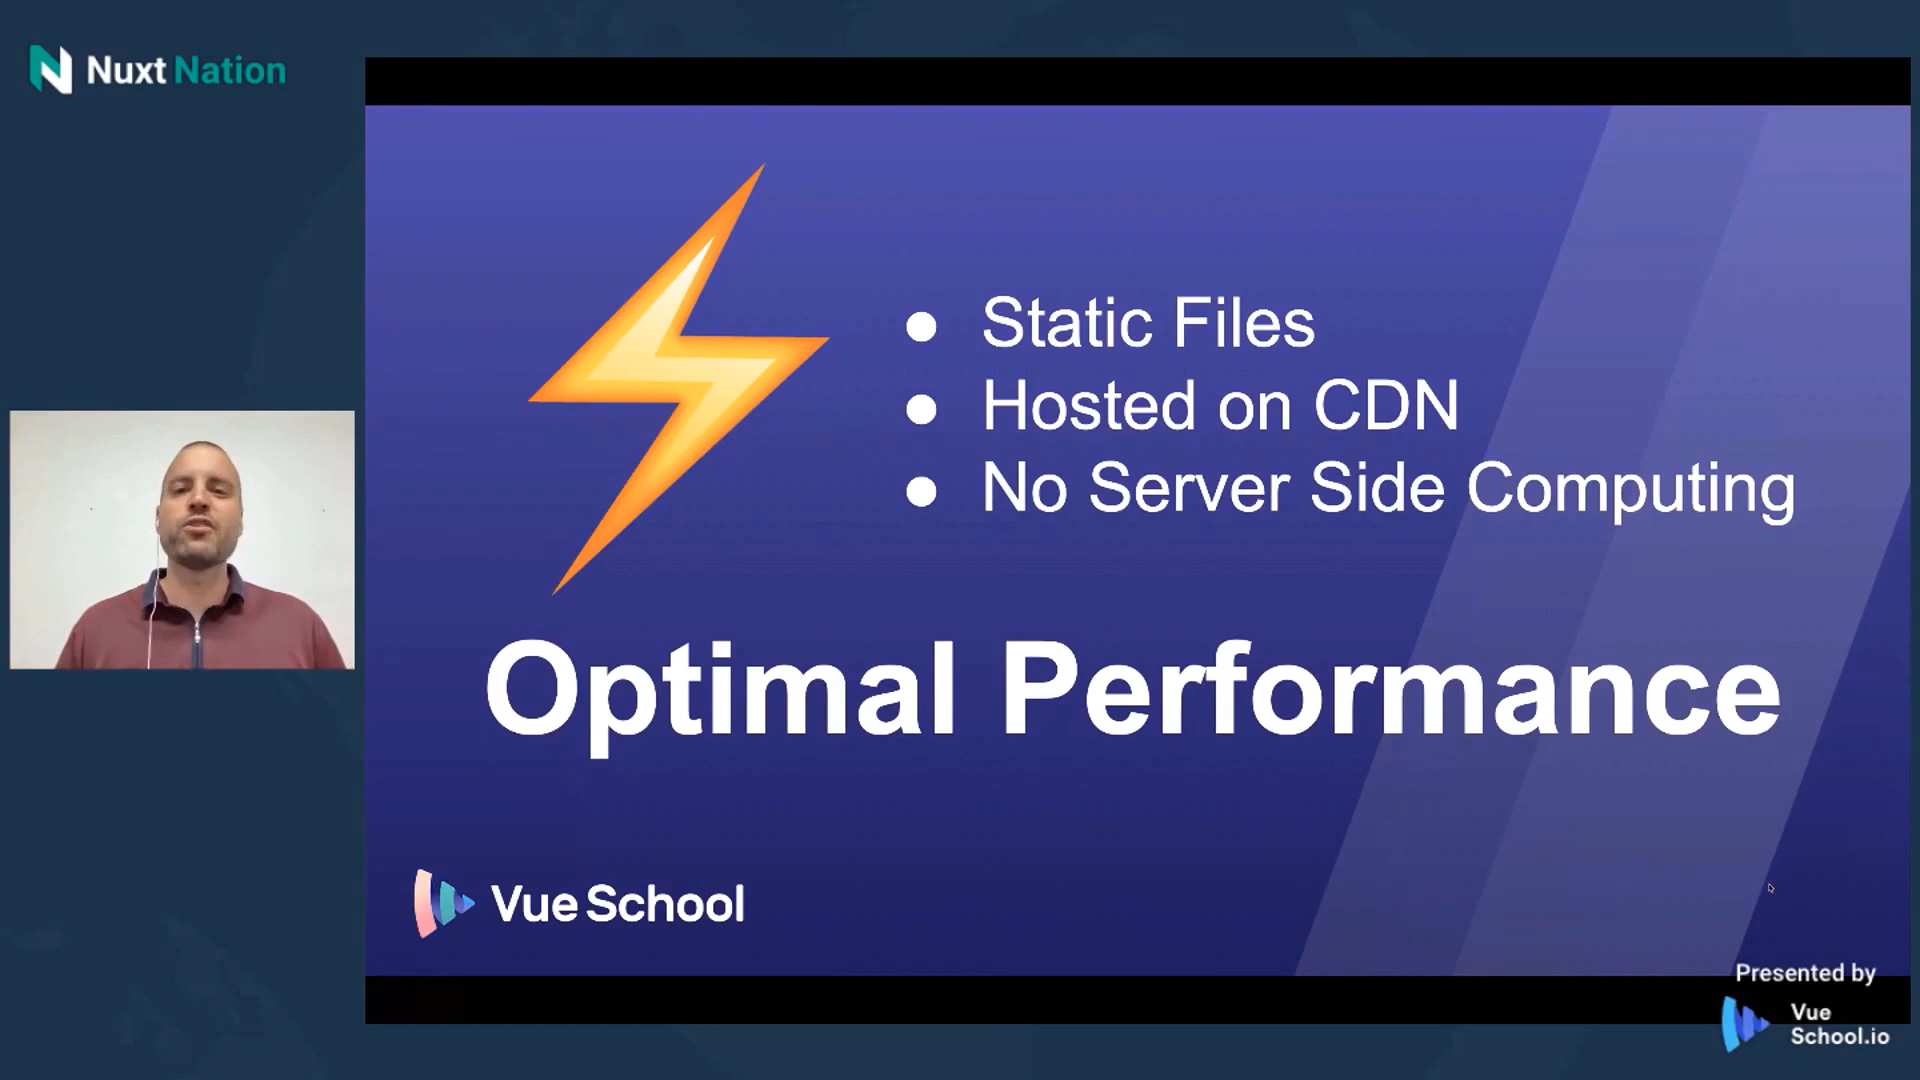 Nuxt Nation
● Static Files
● Hosted on CDN
● No Server Side Computing
Optimal Performance
Vue School
Presented by
Vue
School.io